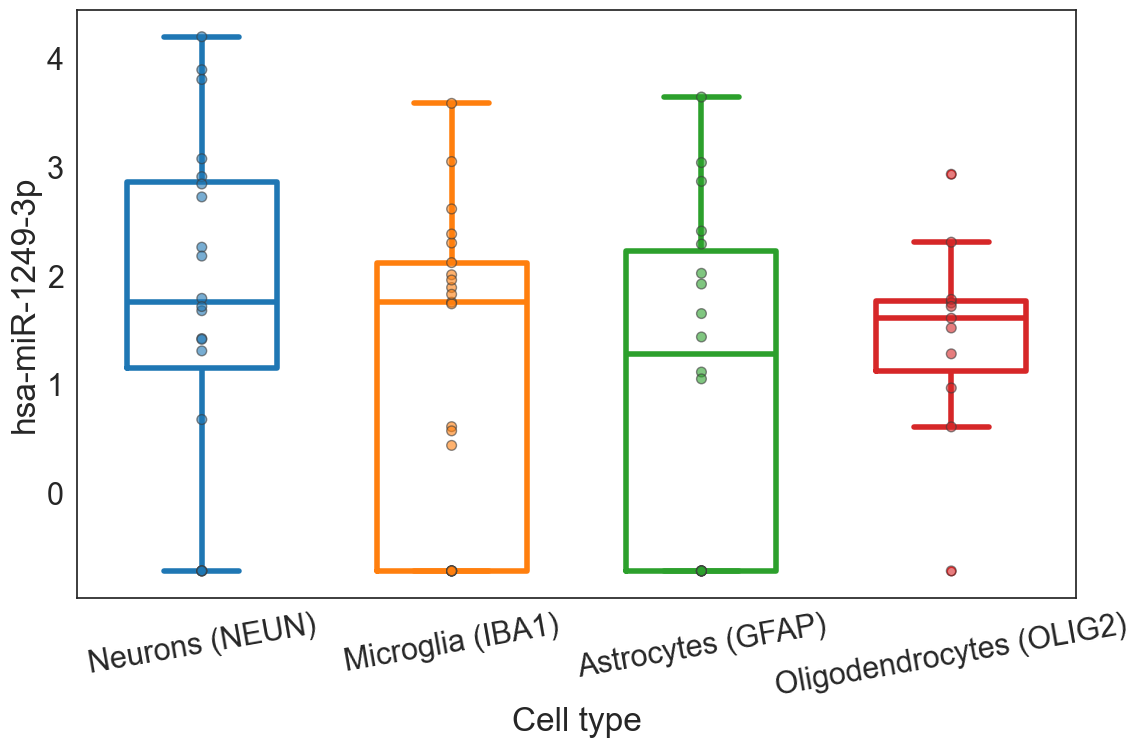 hsa-miR-1249-3p
4
3
2
1
0
Neurons (NEUN)
Microglia (IBA1)
Astrocytes (GFAP)
Oligodendrocytes (OLIG2)
Cell type